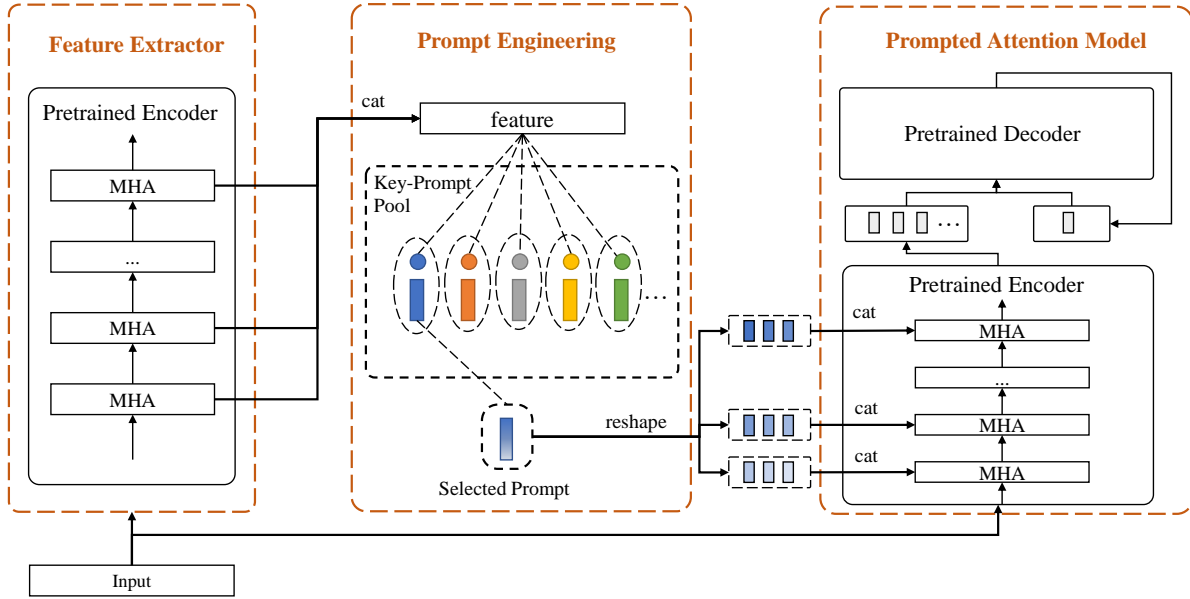 Feature Extractor
Pretrained Encoder
MHA
...
MHA
MHA
Input
Prompt Engineering
cat
feature
Key-Prompt
Pool
...
Selected Prompt
reshape
Prompted Attention Model
Pretrained Decoder
...
Pretrained Encoder
cat
MHA
...
cat
MHA
cat
MHA